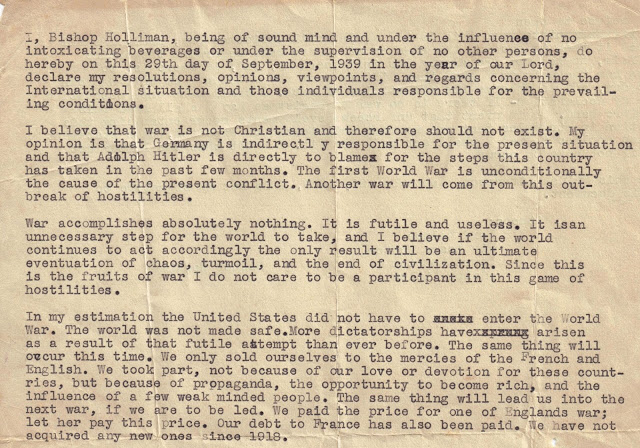 I, Bishop Holliman, being of sound mind and under the influence of no
intoxicating beverages or under the supervision of no other persons, do
hereby on this 29th day of September, 1939 in the year of our Lord,
declare my resolutions, opinions, viewpoints, and regards concerning the
International situation and those individuals responsible for the prevail-
ing conditions.
I believe that war is not Christian and therefore should not exist. My
opinion is that Germany is indirectl y responsible for the present situation
and that Adolph Hitler is directly to blamex for the steps this country
has taken in the past few months. The first World War is unconditionally
the cause of the present conflict. Another war will come from this out-
break of hostilities.
War accomplishes absolutely nothing. It is futile and useless. It isan
unnecessary step for the world to take, and I believe if the world
continues to act accordingly the only result will be an ultimate
eventuation of chaos, turmoil, and the end of civilization. Since this
is the fruits of war I do not care to be a participant in this game of
hostilities.
In my estimation the United States did not have to enter the World
War. The world was not made safe.More dictatorships have arisen
as a result of that futile attempt than ever before. The same thing will
occur this time. We only sold ourselves to the mercies of the French and
English. We took part, not because of our love or devotion for these count-
ries, but because of propaganda, the opportunity to become rich, and the
influence of a few weak minded people. The same thing will lead us into the
next war, if we are to be led. We paid the price for one of Englands war;
let her pay this price. Our debt to France has also been paid. We have not
acquired any new ones since 1918.